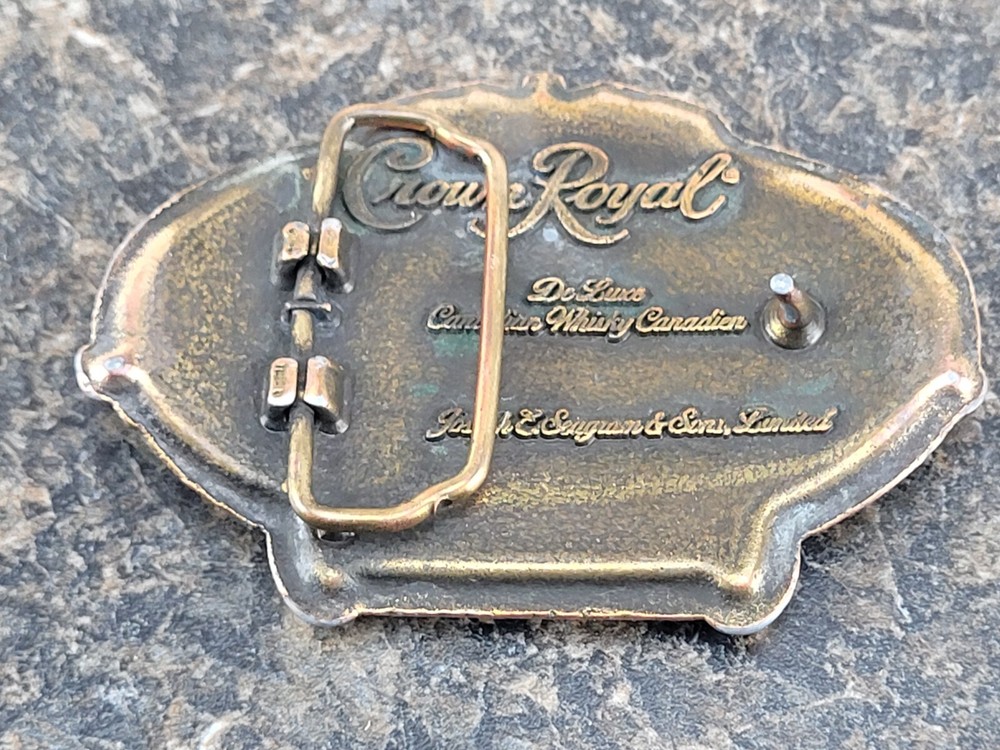 Crown Royal
De Luxe
Canadian Whisky Canadien
Joseph E. Seagram & Sons, Limited